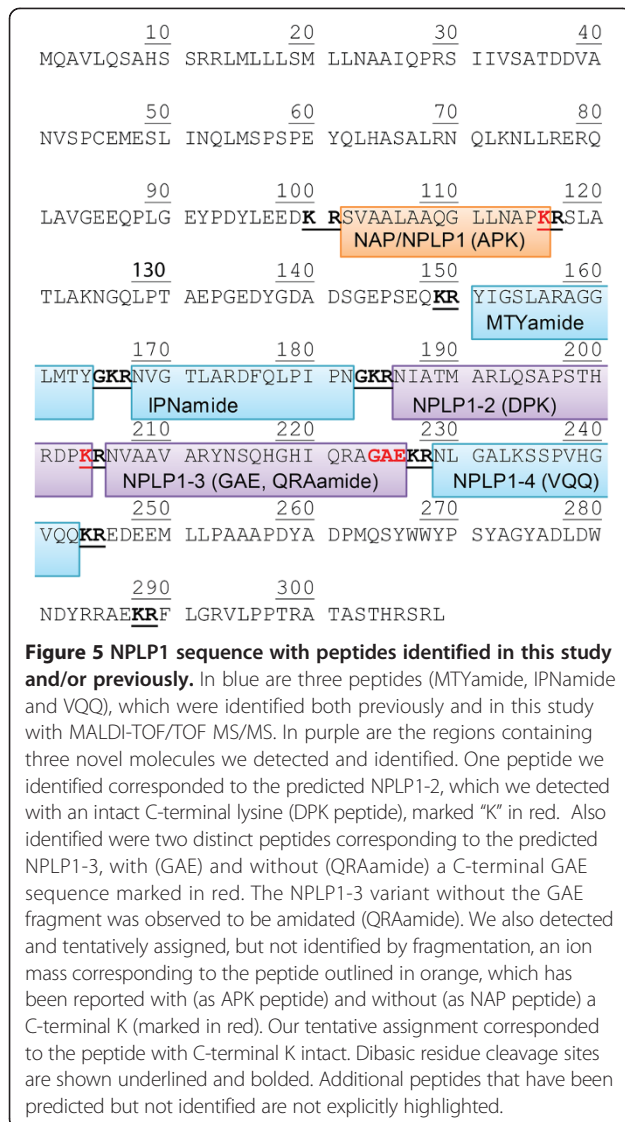 10 20 30 40
MQAVLQSAHS SRRLMLLLSM LLNAAIQPRS IIVSATDDVA
50 60 70 80
NVSPCEMESL INQLMSPSPE YQLHASALRN QLKNLLRERQ
90 100 110 120
LAVGEEQPLG EYPDYLEEDK RSVAALAAQG LLNAPKRSLA
NAP/NPLP1 (APK)
130 140 150 160
TLAKNGQLPT AEPGEDYGDA DSGEPSEQKR YIGSLARAGG
MTYamide
170 180 190 200
LMTYGKRNVG TLARDFQLPI PNGKRNIATM ARLQSAPSTH
IPNamide NPLP1-2 (DPK)
210 220 230 240
RDPKRNVAAV ARYNSQHGHI QRAGAEKRNL GALKSSPVHG
NPLP1-3 (GAE, QRAamide) NPLP1-4 (VQQ)
250 260 270 280
VQQKREDEEM LLPAAAPDYA DPMQSYWWYP SYAGYADLDW
290 300
NDYRRAEKRF LGRVLPPTRA TASTHRSRL
Figure 5 NPLP1 sequence with peptides identified in this study
and/or previously. In blue are three peptides (MTYamide, IPNamide
and VQQ), which were identified both previously and in this study
with MALDI-TOF/TOF MS/MS. In purple are the regions containing
three novel molecules we detected and identified. One peptide we
identified corresponded to the predicted NPLP1-2, which we detected
with an intact C-terminal lysine (DPK peptide), marked “K” in red. Also
identified were two distinct peptides corresponding to the predicted
NPLP1-3, with (GAE) and without (QRAamide) a C-terminal GAE
sequence marked in red. The NPLP1-3 variant without the GAE
fragment was observed to be amidated (QRAamide). We also detected
and tentatively assigned, but not identified by fragmentation, an ion
mass corresponding to the peptide outlined in orange, which has
been reported with (as APK peptide) and without (as NAP peptide) a
C-terminal K (marked in red). Our tentative assignment corresponded
to the peptide with C-terminal K intact. Dibasic residue cleavage sites
are shown underlined and bolded. Additional peptides that have been
predicted but not identified are not explicitly highlighted.